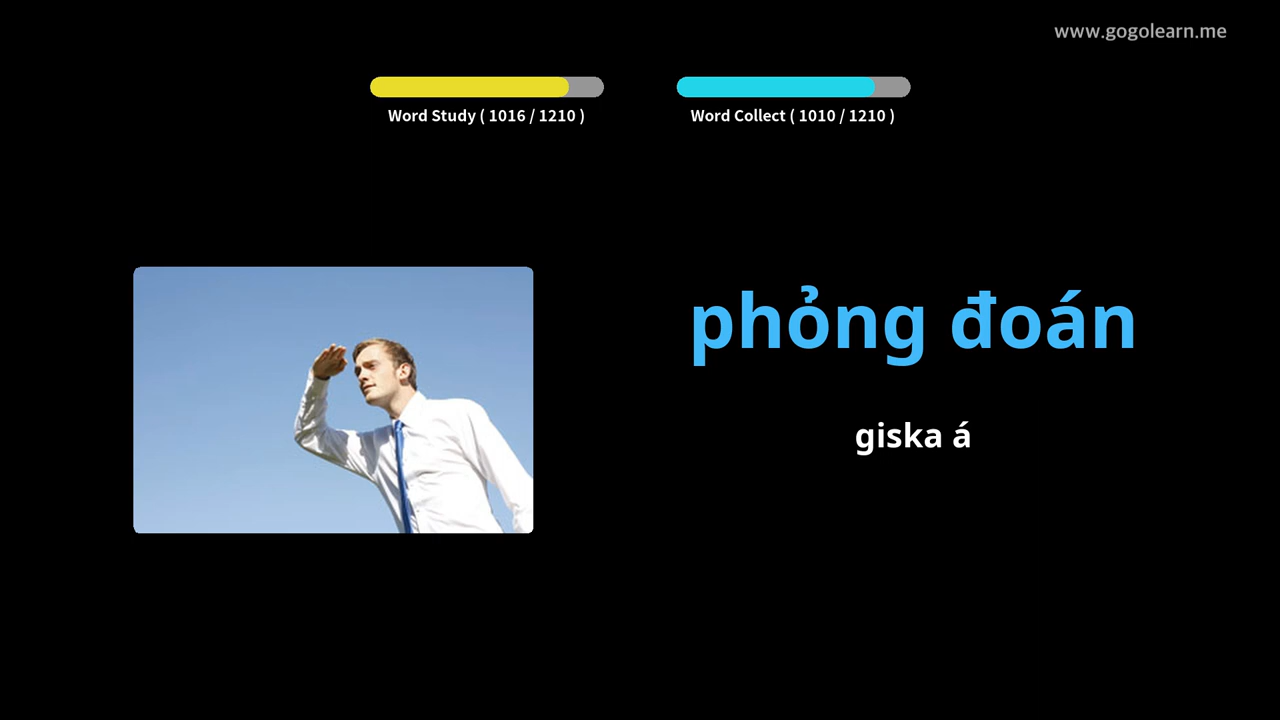 www.gogolearn.me
Word Study ( 1016 / 1210 )
Word Collect ( 1010 / 1210 )
phỏng đoán
giska á